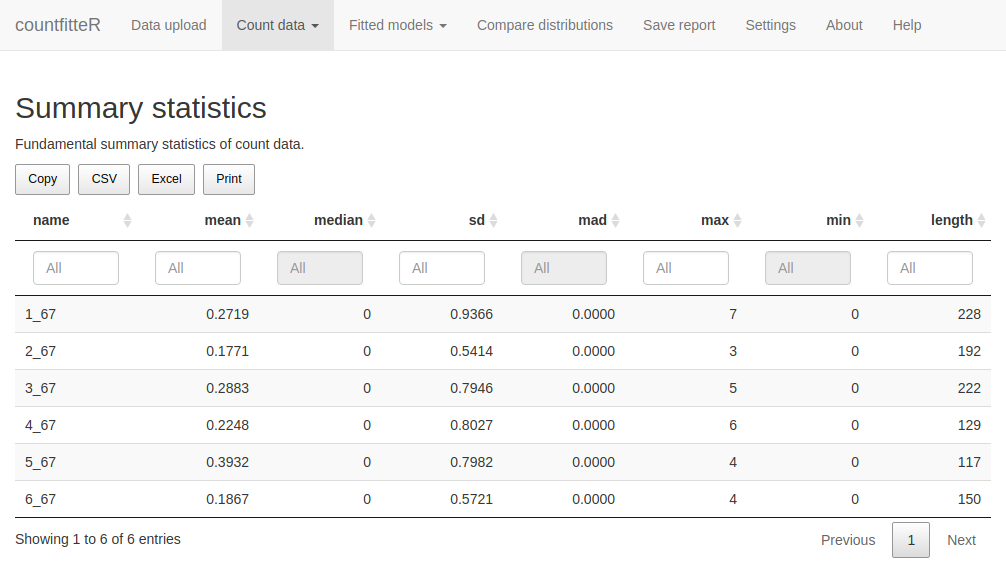 countfitteR Data upload Count data Fitted models Compare distributions Save report Settings About Help
Summary statistics
Fundamental summary statistics of count data.
Copy CSV Excel Print
name mean median sd mad max min length
All All All All All All All All
1_67 0.2719 0 0.9366 0.0000 7 0 228
2_67 0.1771 0 0.5414 0.0000 3 0 192
3_67 0.2883 0 0.7946 0.0000 5 0 222
4_67 0.2248 0 0.8027 0.0000 6 0 129
5_67 0.3932 0 0.7982 0.0000 4 0 117
6_67 0.1867 0 0.5721 0.0000 4 0 150
Showing 1 to 6 of 6 entries Previous 1 Next